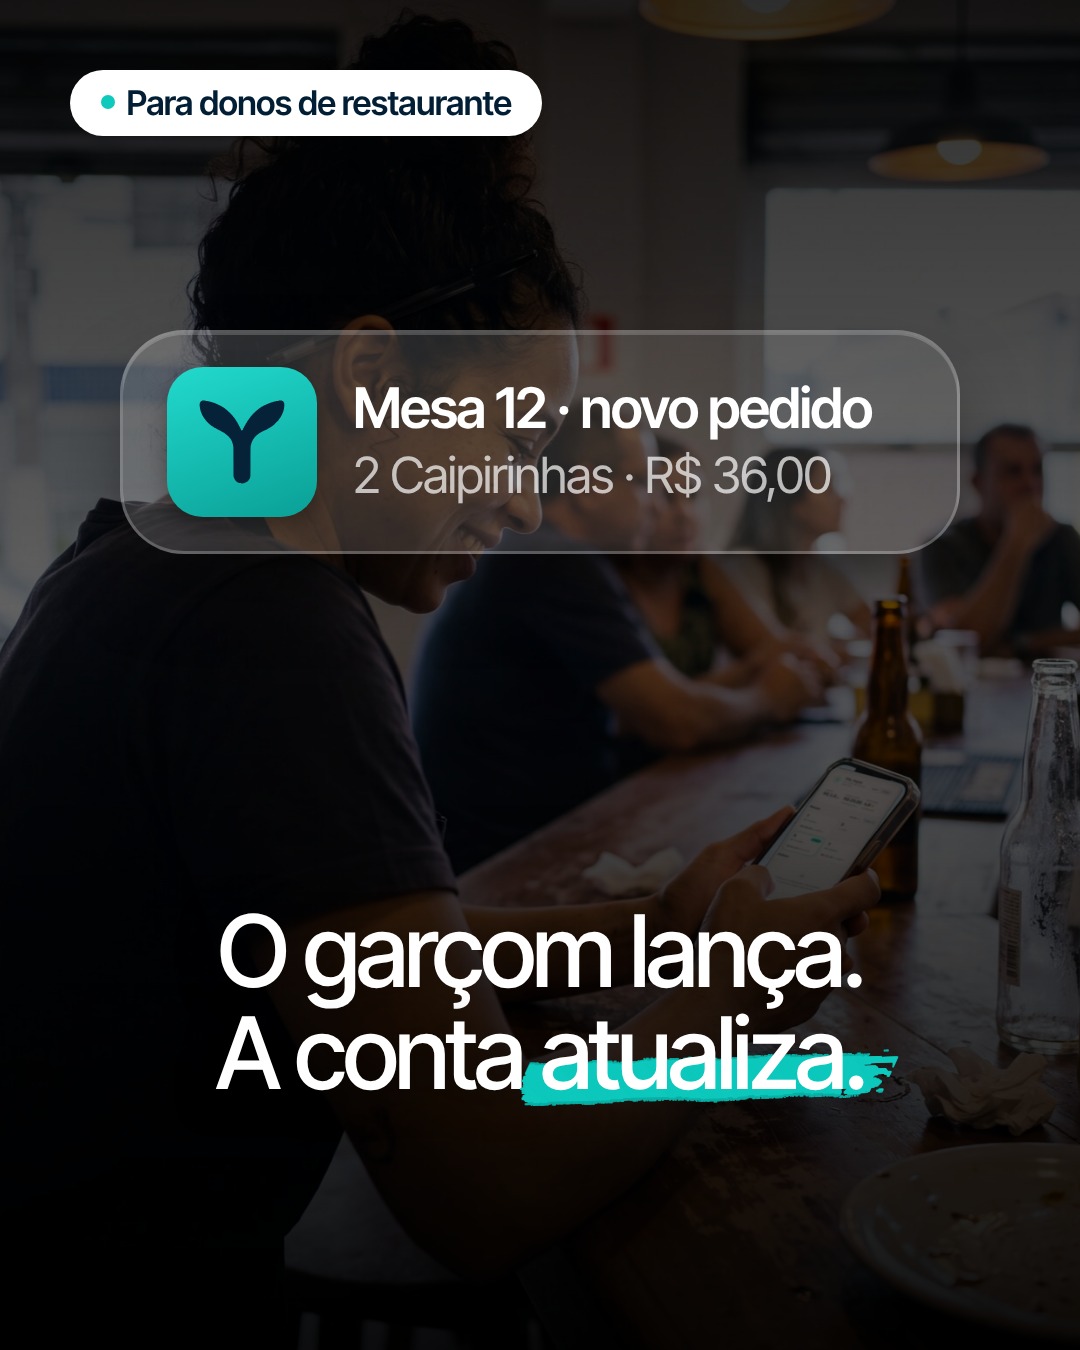 Para donos de restaurante
Mesa 12 · novo pedido
2 Caipirinhas · R$ 36,00
O garçom lança.
A conta atualiza.